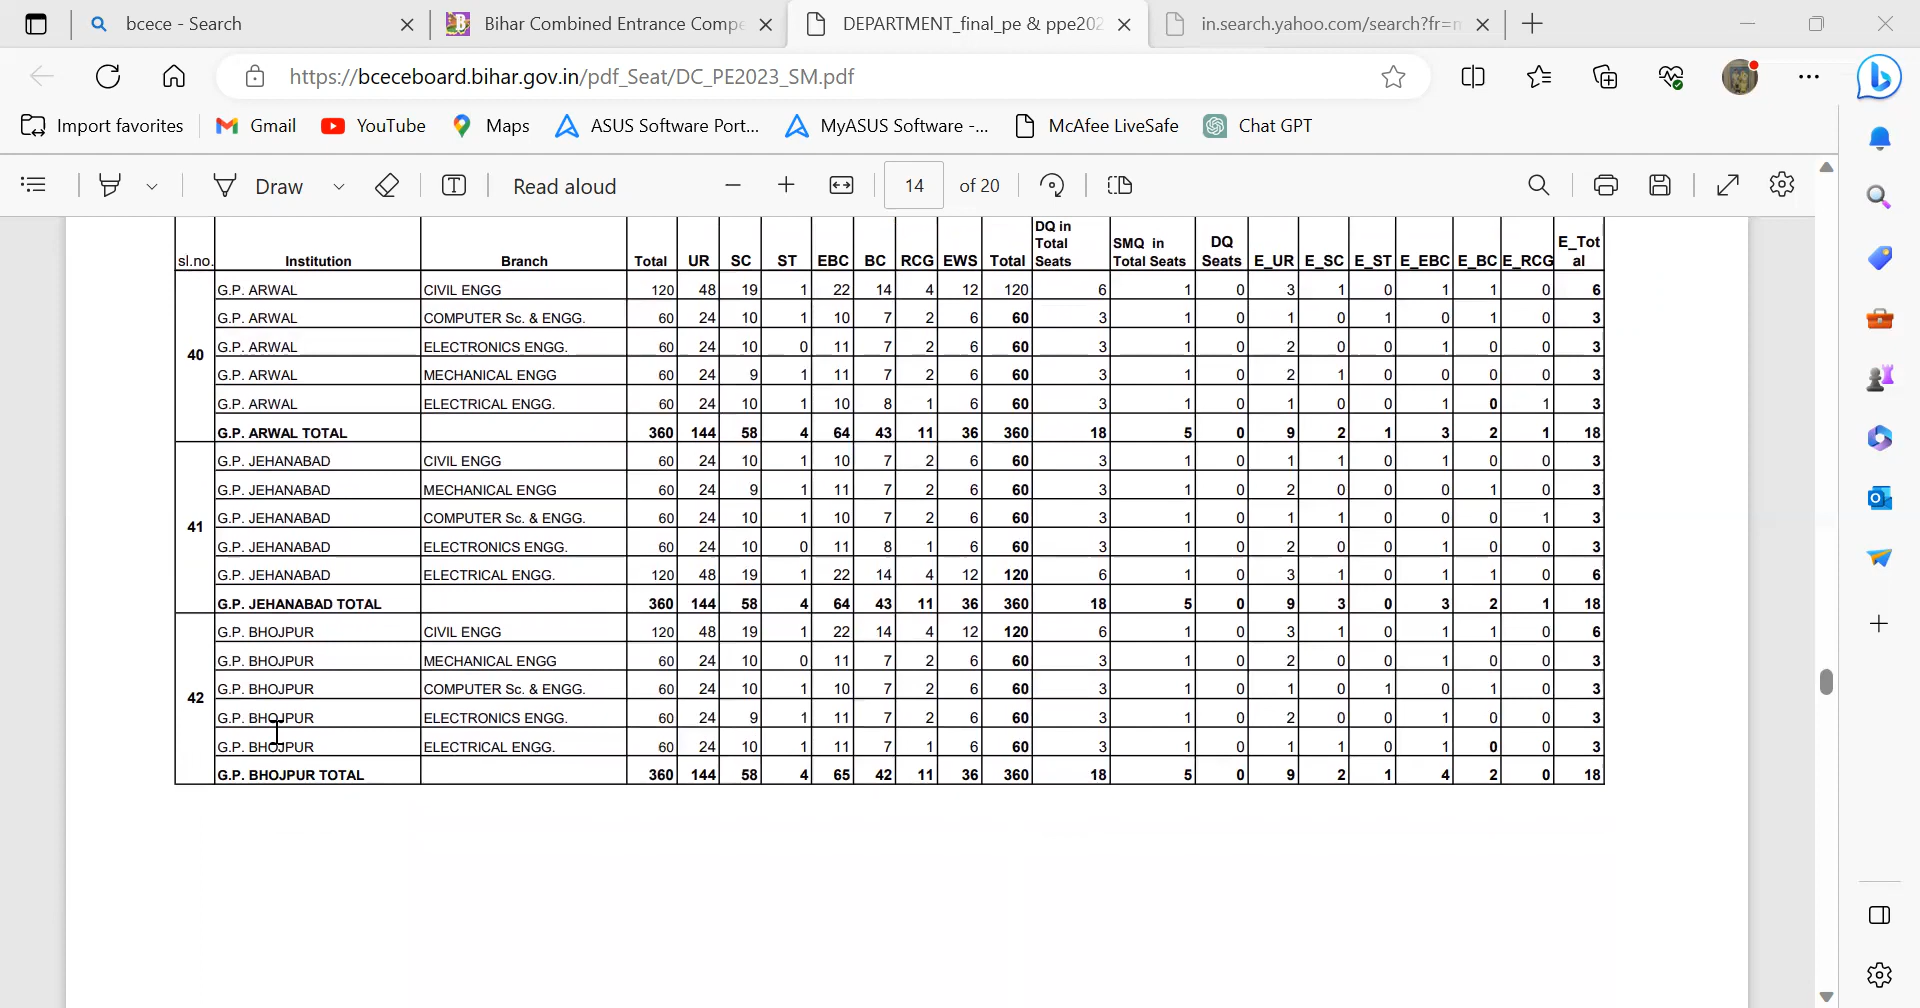 bcece - Search
Bihar Combined Entrance Compe
DEPARTMENT_final_pe & ppe202
in.search.yahoo.com/search?fr=m
https://bceceboard.bihar.gov.in/pdf_Seat/DC_PE2023_SM.pdf
Import favorites
Gmail
YouTube
Maps
ASUS Software Port...
MyASUS Software -...
McAfee LiveSafe
Chat GPT
Draw
Read aloud
14 of 20
sl.no. Institution Branch Total UR SC ST EBC BC RCG EWS Total DQ in Total Seats SMQ in Total Seats DQ Seats E_UR E_SC E_ST E_EBC E_BC E_RCG E_Total
40
G.P. ARWAL CIVIL ENGG 120 48 19 1 22 14 4 12 120 6 1 0 3 1 0 1 1 0 6
G.P. ARWAL COMPUTER Sc. & ENGG. 60 24 10 1 10 7 2 6 60 3 1 0 1 0 1 0 1 0 3
G.P. ARWAL ELECTRONICS ENGG. 60 24 10 0 11 7 2 6 60 3 1 0 2 0 0 1 0 0 3
G.P. ARWAL MECHANICAL ENGG 60 24 9 1 11 7 2 6 60 3 1 0 2 1 0 0 0 0 3
G.P. ARWAL ELECTRICAL ENGG. 60 24 10 1 10 8 1 6 60 3 1 0 1 0 0 1 0 1 3
G.P. ARWAL TOTAL 360 144 58 4 64 43 11 36 360 18 5 0 9 2 1 3 2 1 18
41
G.P. JEHANABAD CIVIL ENGG 60 24 10 1 10 7 2 6 60 3 1 0 1 1 0 1 0 0 3
G.P. JEHANABAD MECHANICAL ENGG 60 24 9 1 11 7 2 6 60 3 1 0 2 0 0 0 1 0 3
G.P. JEHANABAD COMPUTER Sc. & ENGG. 60 24 10 1 10 7 2 6 60 3 1 0 1 1 0 0 0 1 3
G.P. JEHANABAD ELECTRONICS ENGG. 60 24 10 0 11 8 1 6 60 3 1 0 2 0 0 1 0 0 3
G.P. JEHANABAD ELECTRICAL ENGG. 120 48 19 1 22 14 4 12 120 6 1 0 3 1 0 1 1 0 6
G.P. JEHANABAD TOTAL 360 144 58 4 64 43 11 36 360 18 5 0 9 3 0 3 2 1 18
42
G.P. BHOJPUR CIVIL ENGG 120 48 19 1 22 14 4 12 120 6 1 0 3 1 0 1 1 0 6
G.P. BHOJPUR MECHANICAL ENGG 60 24 10 0 11 7 2 6 60 3 1 0 2 0 0 1 0 0 3
G.P. BHOJPUR COMPUTER Sc. & ENGG. 60 24 10 1 10 7 2 6 60 3 1 0 1 0 1 0 1 0 3
G.P. BHOJPUR ELECTRONICS ENGG. 60 24 9 1 11 7 2 6 60 3 1 0 2 0 0 1 0 0 3
G.P. BHOJPUR ELECTRICAL ENGG. 60 24 10 1 11 7 1 6 60 3 1 0 1 1 0 1 0 0 3
G.P. BHOJPUR TOTAL 360 144 58 4 65 42 11 36 360 18 5 0 9 2 1 4 2 0 18